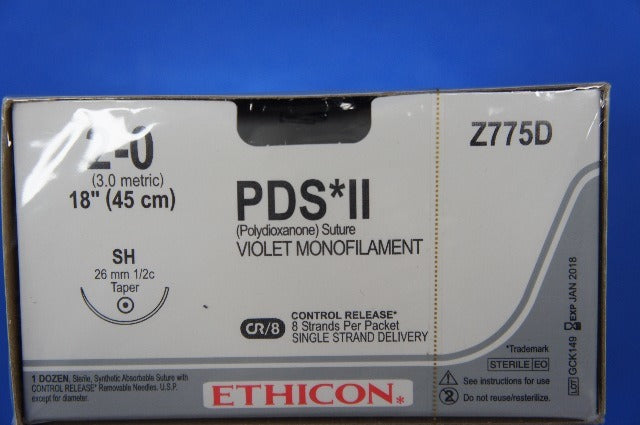 2-0
(3.0 metric)
18" (45 cm)
SH
26 mm 1/2c
Taper
PDS*II
(Polydioxanone) Suture
VIOLET MONOFILAMENT
CR/8
CONTROL RELEASE*
8 Strands Per Packet
SINGLE STRAND DELIVERY
Z775D
LOT GCK149 EXP JAN 2018
*Trademark
STERILE EO
See instructions for use
2 Do not reuse/resterilize.
1 DOZEN, Sterile, Synthetic Absorbable Suture with
CONTROL RELEASE* Removable Needles. U.S.P.
except for diameter.
ETHICON*